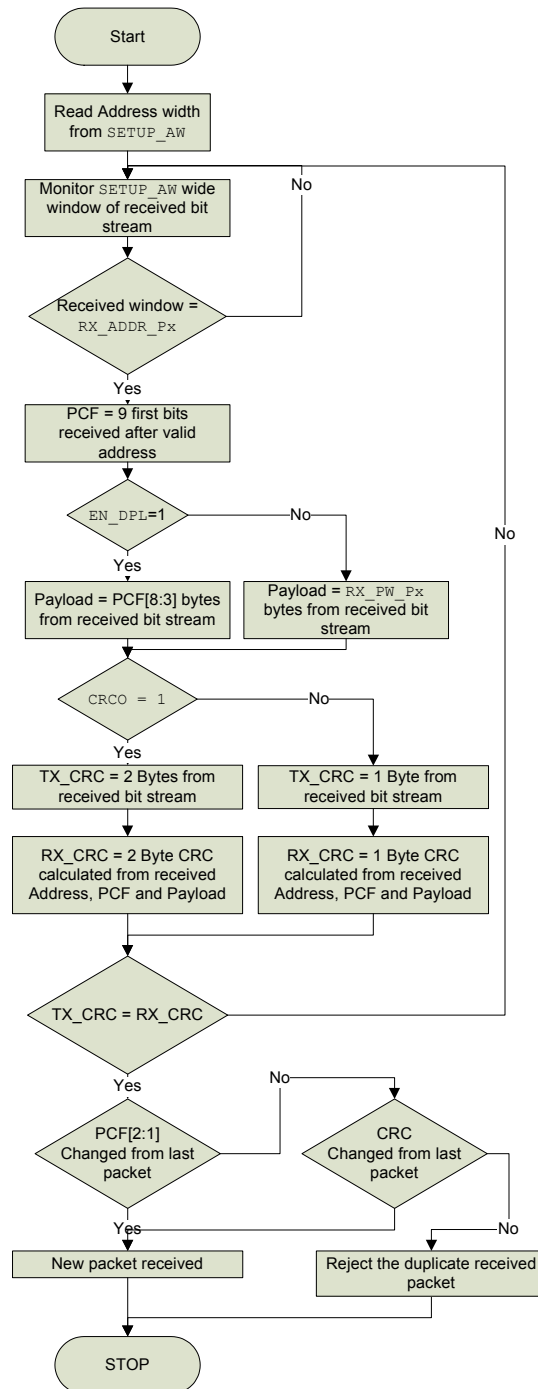 Start
Read Address width
from SETUP_AW
No
Monitor SETUP_AW wide
window of received bit
stream
Received window =
RX_ADDR_Px
Yes
PCF = 9 first bits
received after valid
address
EN_DPL=1
No
No
Yes
Payload = PCF[8:3] bytes
from received bit stream
Payload = RX_PW_Px
bytes from received bit
stream
CRCO = 1
No
Yes
TX_CRC = 2 Bytes from
received bit stream
TX_CRC = 1 Byte from
received bit stream
RX_CRC = 2 Byte CRC
calculated from received
Address, PCF and Payload
RX_CRC = 1 Byte CRC
calculated from received
Address, PCF and Payload
TX_CRC = RX_CRC
Yes
No
PCF[2:1]
Changed from last
packet
CRC
Changed from last
packet
Yes
No
New packet received
Reject the duplicate received
packet
STOP